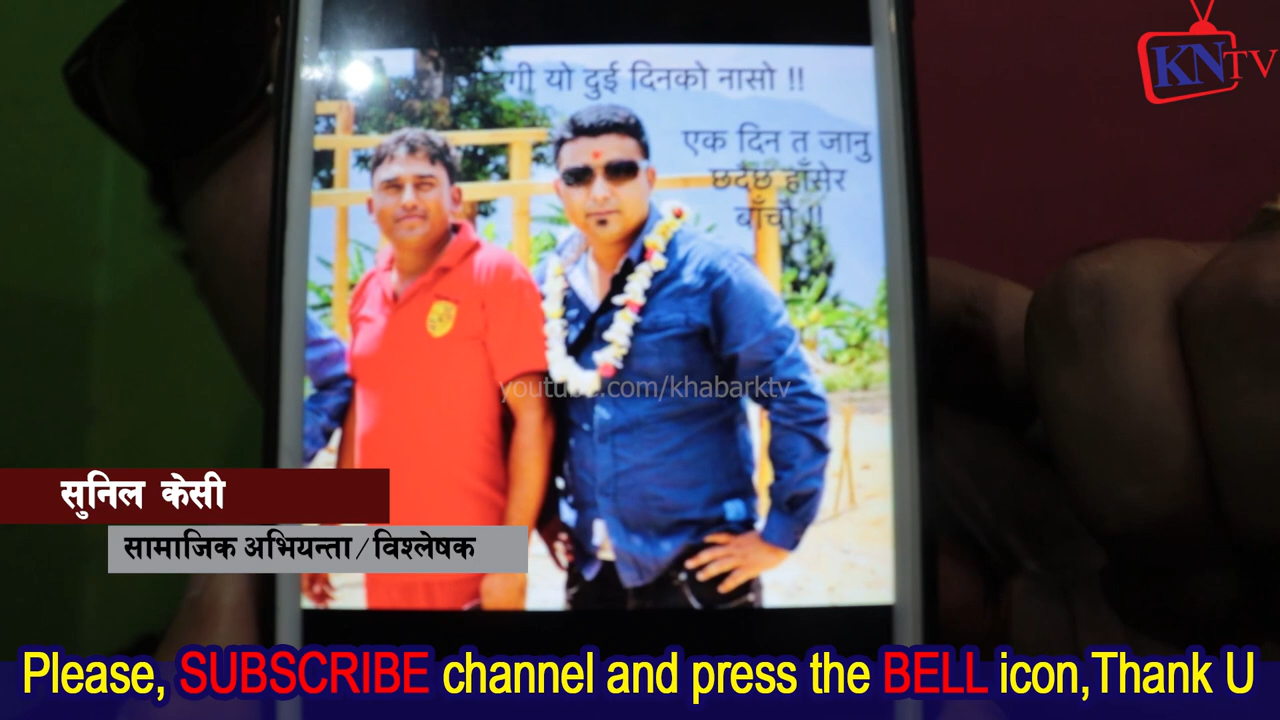 KNTV
यो दुई दिनको नासो !!
एक दिन त जानु
छदैछ हाँसेर
बाँचौ !!
youtube.com/khabarktv
सुनिल केसी
सामाजिक अभियन्ता/विश्लेषक
Please, SUBSCRIBE channel and press the BELL icon,Thank U